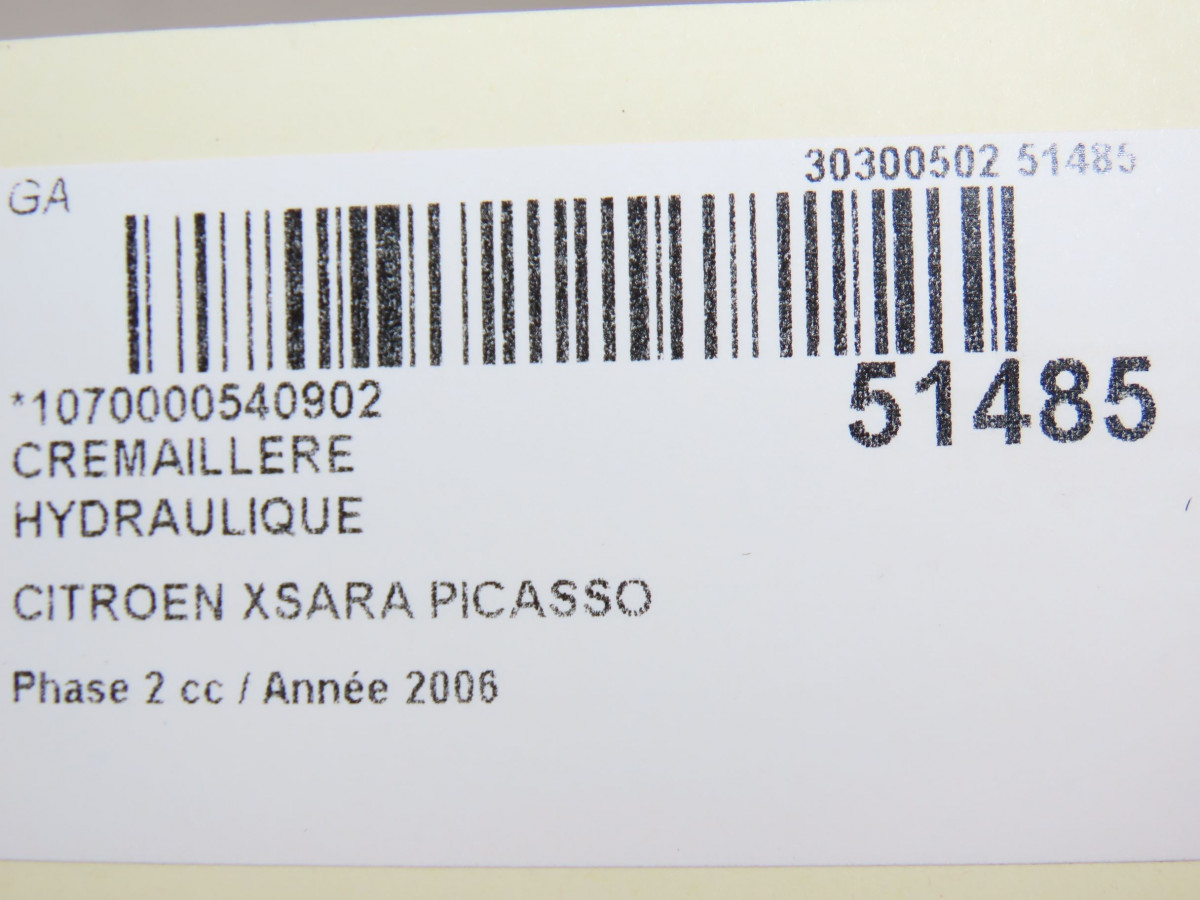 GA
30300502 51485
*1070000540902
51485
CREMAILLERE
HYDRAULIQUE
CITROEN XSARA PICASSO
Phase 2 cc / Année 2006